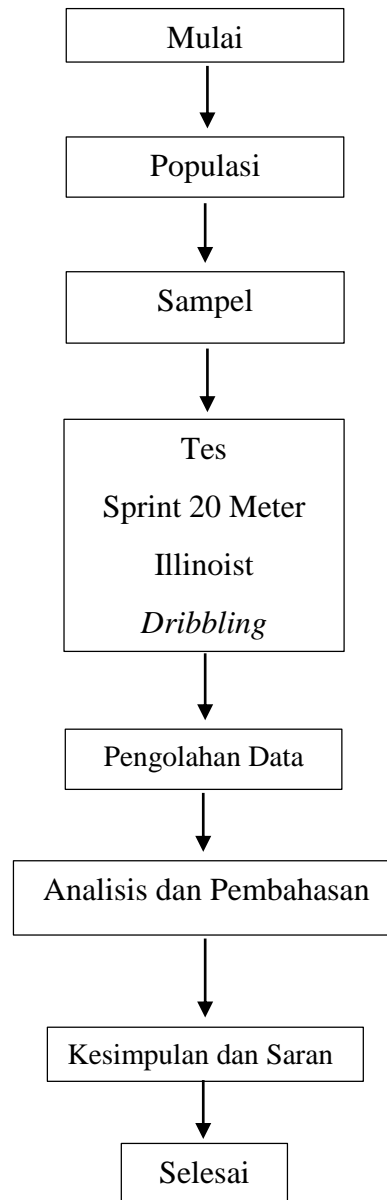 Mulai
Populasi
Sampel
Tes
Sprint 20 Meter
Illinoist
Dribbling
Pengolahan Data
Analisis dan Pembahasan
Kesimpulan dan Saran
Selesai